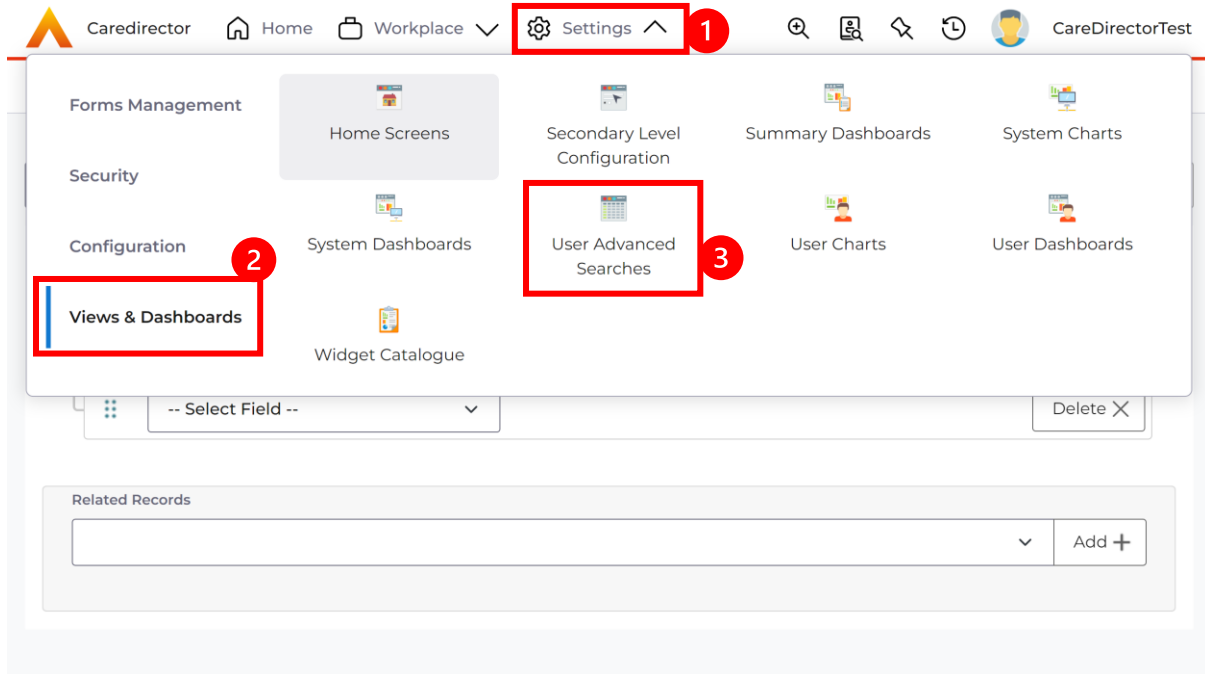 Caredirector Home Workplace Settings 1 CareDirectorTest
Forms Management
Security
Configuration
2
Views & Dashboards
Home Screens
Secondary Level
Configuration
Summary Dashboards
System Charts
System Dashboards
User Advanced
Searches
3
User Charts
User Dashboards
Widget Catalogue
-- Select Field --
Delete
Related Records
Add